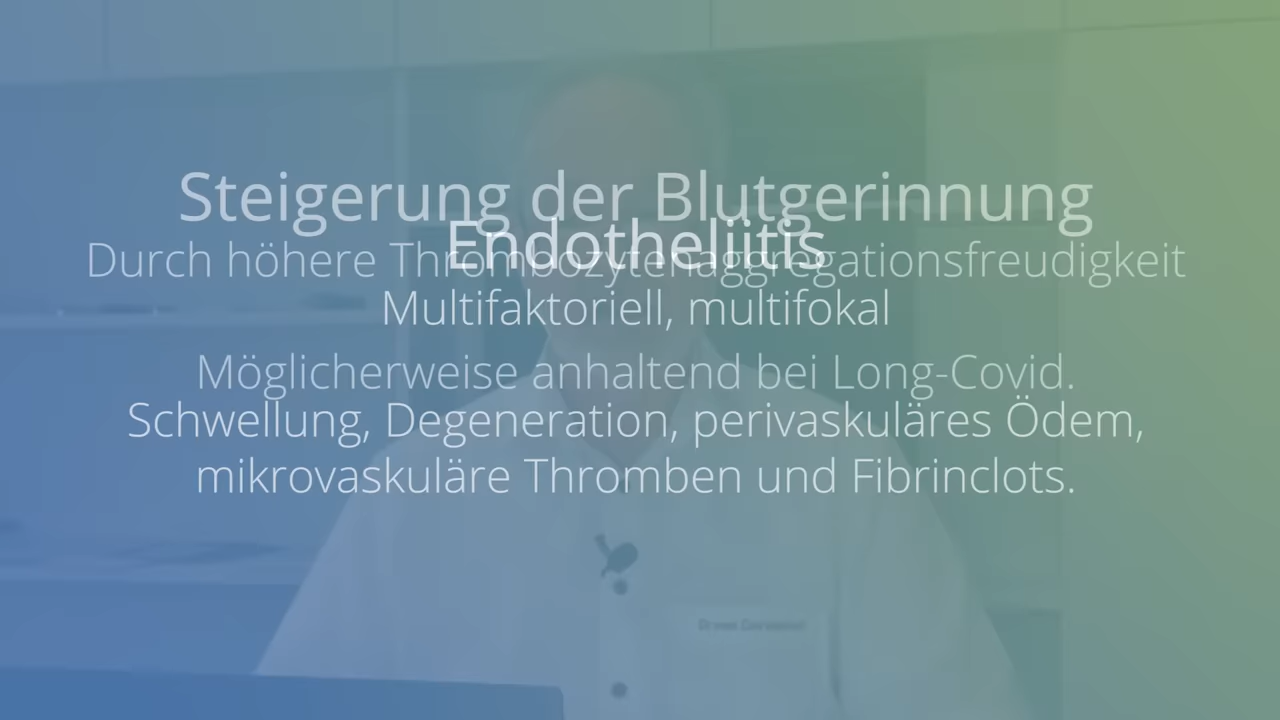 Steigerung der Blutgerinnung
Endotheliitis
Durch höhere Thrombozytenaggregationsfreudigkeit
Multifaktoriell, multifokal
Möglicherweise anhaltend bei Long-Covid.
Schwellung, Degeneration, perivaskuläres Ödem,
mikrovaskuläre Thromben und Fibrinclots.